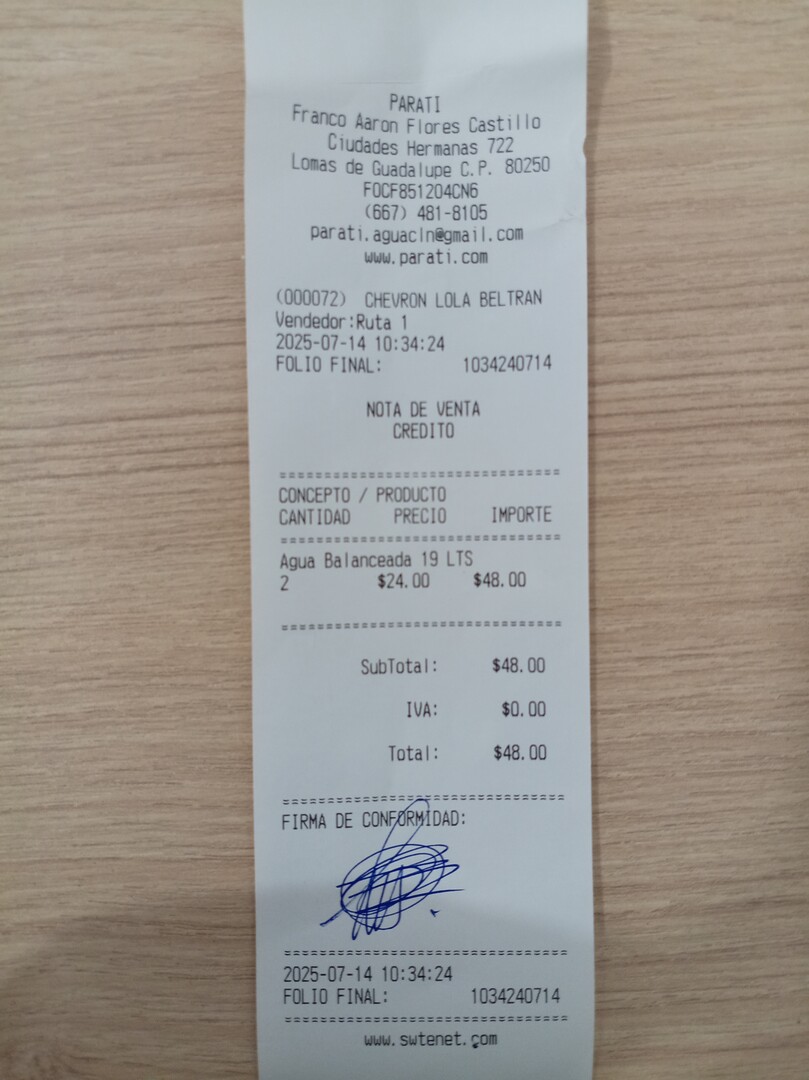 PARATI
Franco Aaron Flores Castillo
Ciudades Hermanas 722
Lomas de Guadalupe C.P. 80250
FOCF851204CN6
(667) 481-8105
parati.aguacln@gmail.com
www.parati.com
(000072) CHEVRON LOLA BELTRAN
Vendedor:Ruta 1
2025-07-14 10:34:24
FOLIO FINAL: 1034240714
NOTA DE VENTA
CREDITO
================================
CONCEPTO / PRODUCTO
CANTIDAD PRECIO IMPORTE
================================
Agua Balanceada 19 LTS
2 $24.00 $48.00
================================
SubTotal: $48.00
IVA: $0.00
Total: $48.00
================================
FIRMA DE CONFORMIDAD:
================================
2025-07-14 10:34:24
FOLIO FINAL: 1034240714
================================
www.swtenet.com